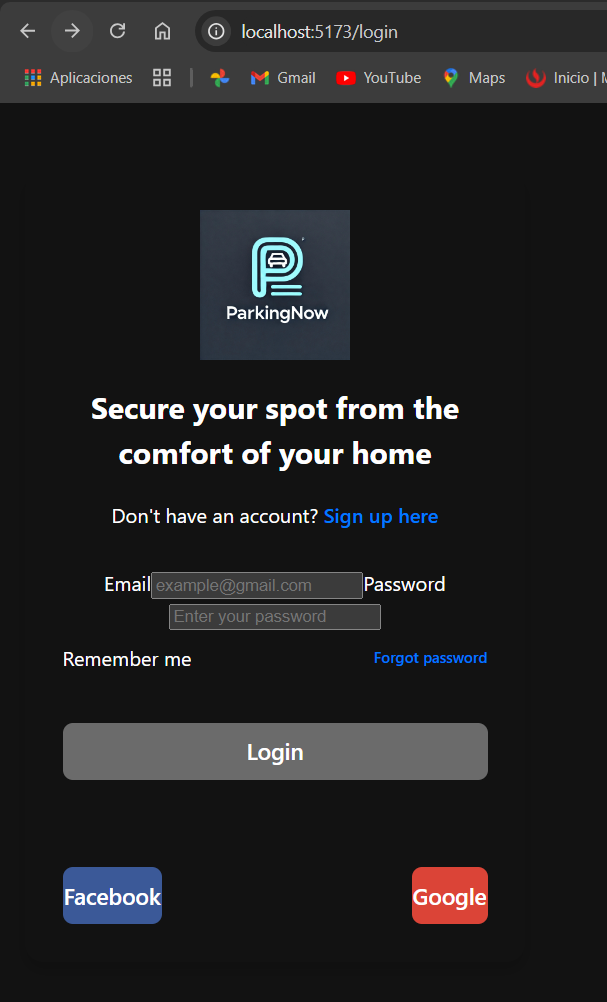 localhost:5173/login
Aplicaciones Gmail YouTube Maps Inicio | M
P
ParkingNow
Secure your spot from the
comfort of your home
Don't have an account? Sign up here
Email example@gmail.com Password
Enter your password
Remember me Forgot password
Login
Facebook Google